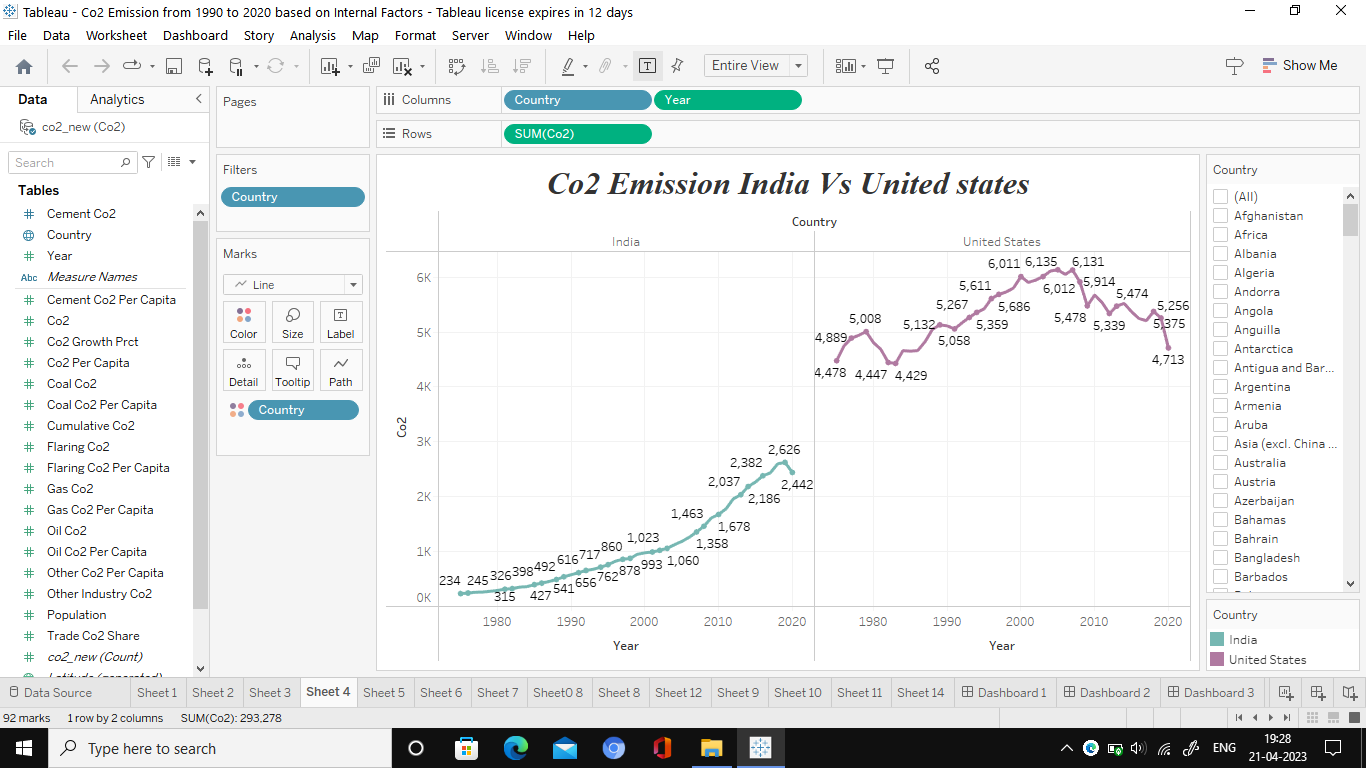 Tableau - Co2 Emission from 1990 to 2020 based on Internal Factors - Tableau license expires in 12 days
File Data Worksheet Dashboard Story Analysis Map Format Server Window Help
Entire View
Show Me
Data Analytics
co2_new (Co2)
Search
Tables
Cement Co2
Country
Year
Abc Measure Names
Cement Co2 Per Capita
Co2
Co2 Growth Prct
Co2 Per Capita
Coal Co2
Coal Co2 Per Capita
Cumulative Co2
Flaring Co2
Flaring Co2 Per Capita
Gas Co2
Gas Co2 Per Capita
Oil Co2
Oil Co2 Per Capita
Other Co2 Per Capita
Other Industry Co2
Population
Trade Co2 Share
co2_new (Count)
Latitude (generated)
Pages
Filters
Country
Marks
Line
Color Size Label
Detail Tooltip Path
Country
Columns Country Year
Rows SUM(Co2)
Co2 Emission India Vs United states
Country
India United States
Co2
6K
5K
4K
3K
2K
1K
0K
234 245 315 326 398 427 492 541 616 656 717 762 860 878 1,023 993 1,060 1,358 1,463 1,678 2,037 2,186 2,382 2,626 2,442
4,478 4,889 5,008 4,447 4,429 5,132 5,058 5,267 5,359 5,611 5,686 6,011 6,135 6,012 6,131 5,914 5,478 5,339 5,474 5,256 5,375 4,713
1980 1990 2000 2010 2020 1980 1990 2000 2010 2020
Year Year
Country
(All)
Afghanistan
Africa
Albania
Algeria
Andorra
Angola
Anguilla
Antarctica
Antigua and Bar...
Argentina
Armenia
Aruba
Asia (excl. China ...
Australia
Austria
Azerbaijan
Bahamas
Bahrain
Bangladesh
Barbados
Country
India
United States
Data Source Sheet 1 Sheet 2 Sheet 3 Sheet 4 Sheet 5 Sheet 6 Sheet 7 Sheet0 8 Sheet 8 Sheet 12 Sheet 9 Sheet 10 Sheet 11 Sheet 14 Dashboard 1 Dashboard 2 Dashboard 3
92 marks 1 row by 2 columns SUM(Co2): 293,278
Type here to search
ENG
19:28
21-04-2023